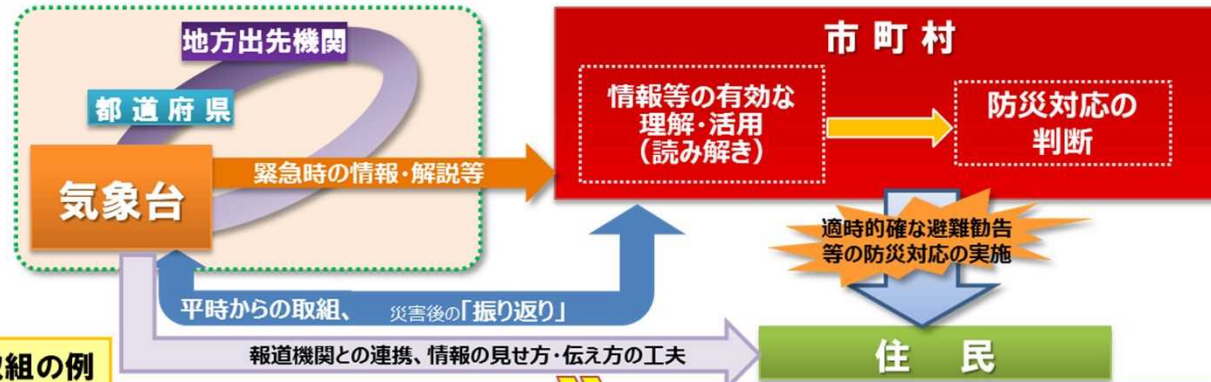 地方出先機関
都道府県
気象台
緊急時の情報・解説等
市町村
情報等の有効な
理解・活用
(読み解き)
防災対応の
判断
適時的確な避難勧告
等の防災対応の実施
平時からの取組、 災害後の「振り返り」
報道機関との連携、情報の見せ方・伝え方の工夫
住民
組の例